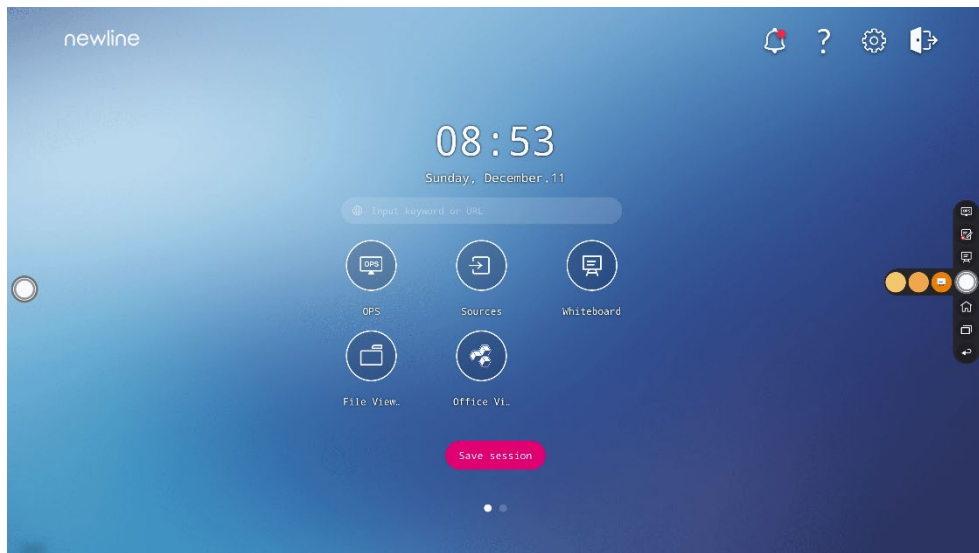 newline
?
08:53
Sunday, December.11
Input keyword or URL
OPS
OPS
OPS Sources Whiteboard
File View… Office Vi…
Save session